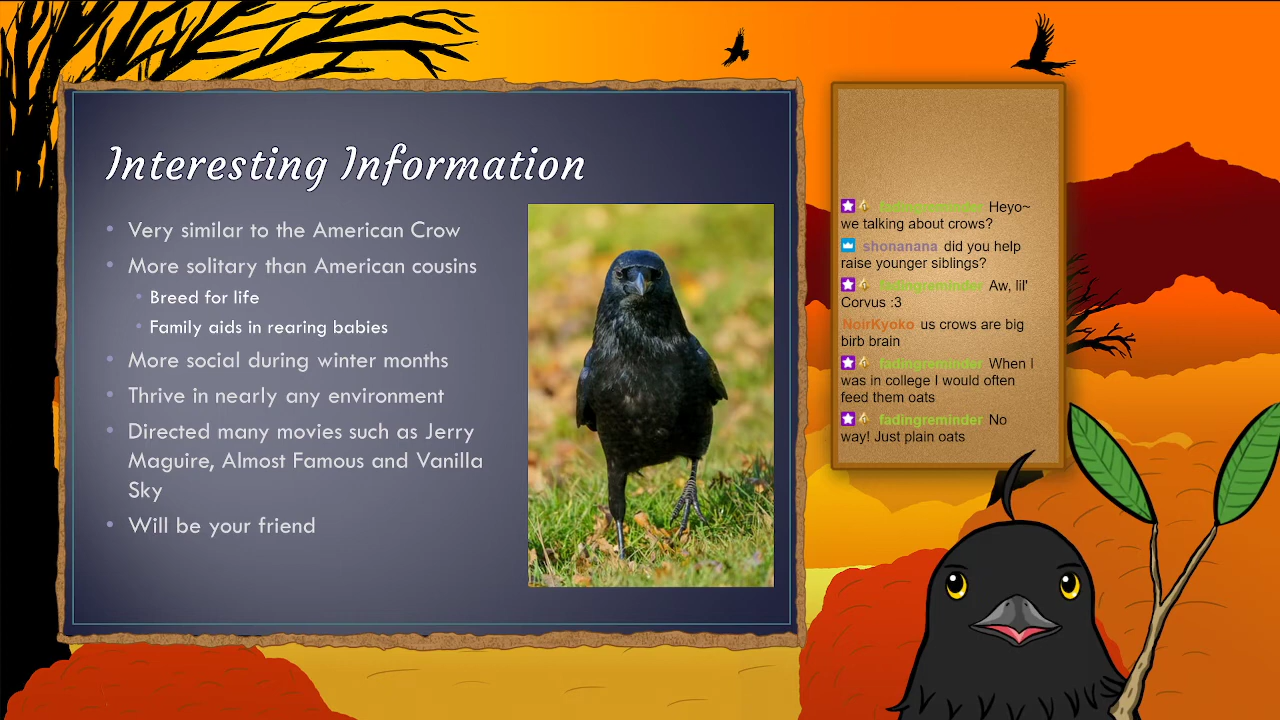 Interesting Information
Very similar to the American Crow
More solitary than American cousins
Breed for life
Family aids in rearing babies
More social during winter months
Thrive in nearly any environment
Directed many movies such as Jerry
Maguire, Almost Famous and Vanilla
Sky
Will be your friend
fadingreminder Heyo~
we talking about crows?
shonanana did you help
raise younger siblings?
fadingreminder Aw, lil'
Corvus :3
NoirKyoko us crows are big
birb brain
fadingreminder When I
was in college I would often
feed them oats
fadingreminder No
way! Just plain oats